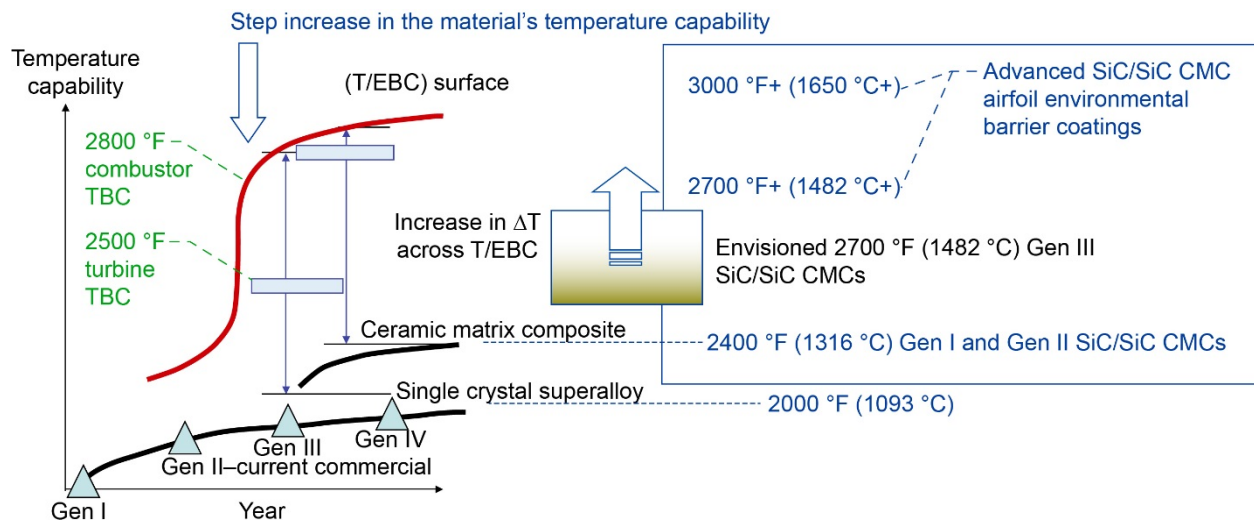 Step increase in the material's temperature capability
Temperature
capability
(T/EBC) surface
2800 °F
combustor
TBC
2500 °F
turbine
TBC
Increase in ΔT
across T/EBC
3000 °F+ (1650 °C+)
2700 °F+ (1482 °C+)
Advanced SiC/SiC CMC
airfoil environmental
barrier coatings
Envisioned 2700 °F (1482 °C) Gen III
SiC/SiC CMCs
Ceramic matrix composite
2400 °F (1316 °C) Gen I and Gen II SiC/SiC CMCs
Single crystal superalloy
2000 °F (1093 °C)
Gen III
Gen IV
Gen II–current commercial
Gen I
Year